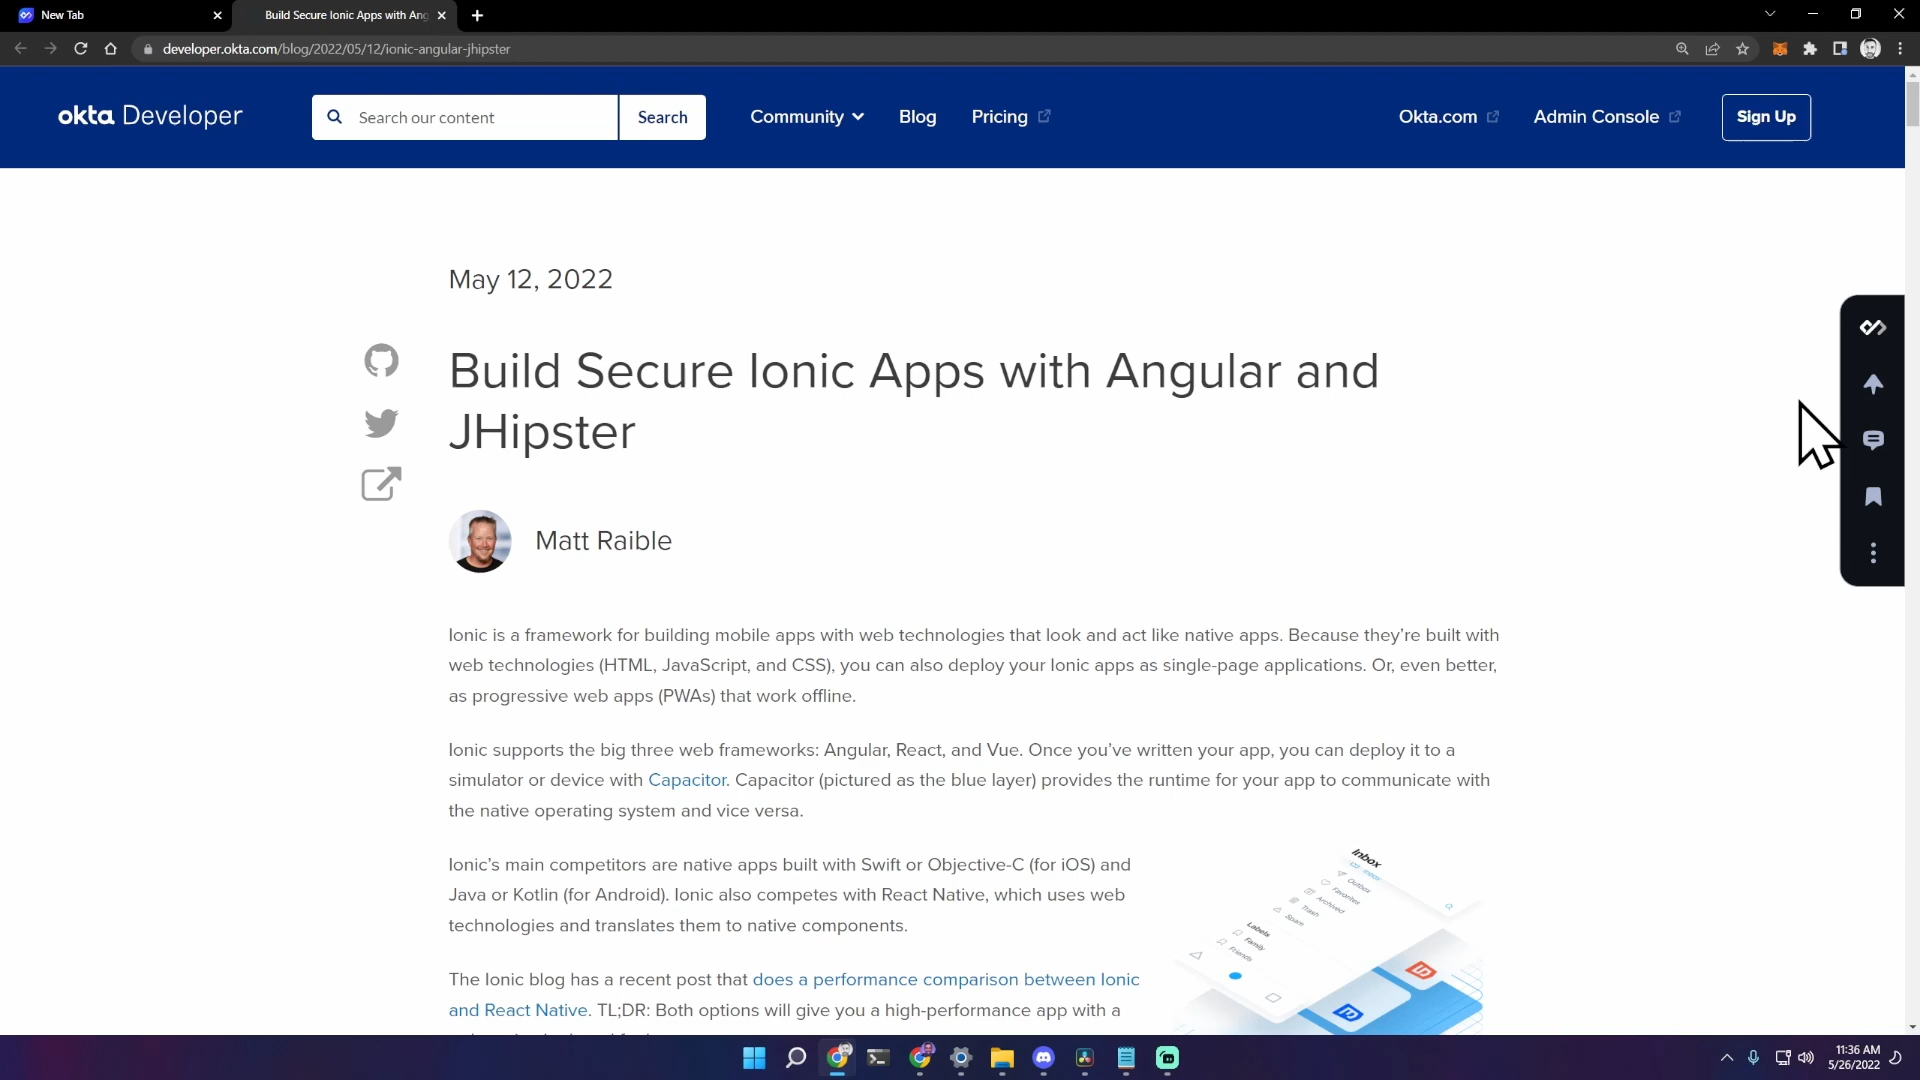 New Tab
Build Secure Ionic Apps with Ang
developer.okta.com/blog/2022/05/12/ionic-angular-jhipster
okta Developer
Search our content
Search
Community
Blog
Pricing
Okta.com
Admin Console
Sign Up
May 12, 2022
Build Secure Ionic Apps with Angular and
JHipster
Matt Raible
Ionic is a framework for building mobile apps with web technologies that look and act like native apps. Because they're built with
web technologies (HTML, JavaScript, and CSS), you can also deploy your Ionic apps as single-page applications. Or, even better,
as progressive web apps (PWAs) that work offline.
Ionic supports the big three web frameworks: Angular, React, and Vue. Once you've written your app, you can deploy it to a
simulator or device with Capacitor. Capacitor (pictured as the blue layer) provides the runtime for your app to communicate with
the native operating system and vice versa.
Ionic's main competitors are native apps built with Swift or Objective-C (for iOS) and
Java or Kotlin (for Android). Ionic also competes with React Native, which uses web
technologies and translates them to native components.
The Ionic blog has a recent post that does a performance comparison between Ionic
and React Native. TL;DR: Both options will give you a high-performance app with a
Inbox
Inbox
Outbox
Favorites
Archived
Trash
Spam
Labels
Family
Friends
11:36 AM
5/26/2022